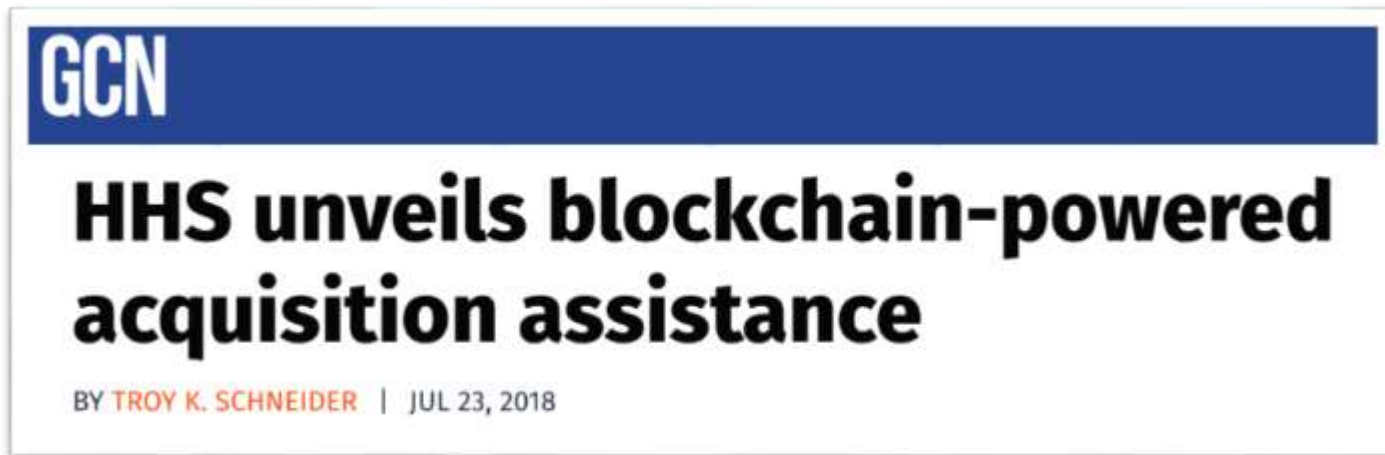 GCN
HHS unveils blockchain-powered
acquisition assistance
BY TROY K. SCHNEIDER | JUL 23, 2018